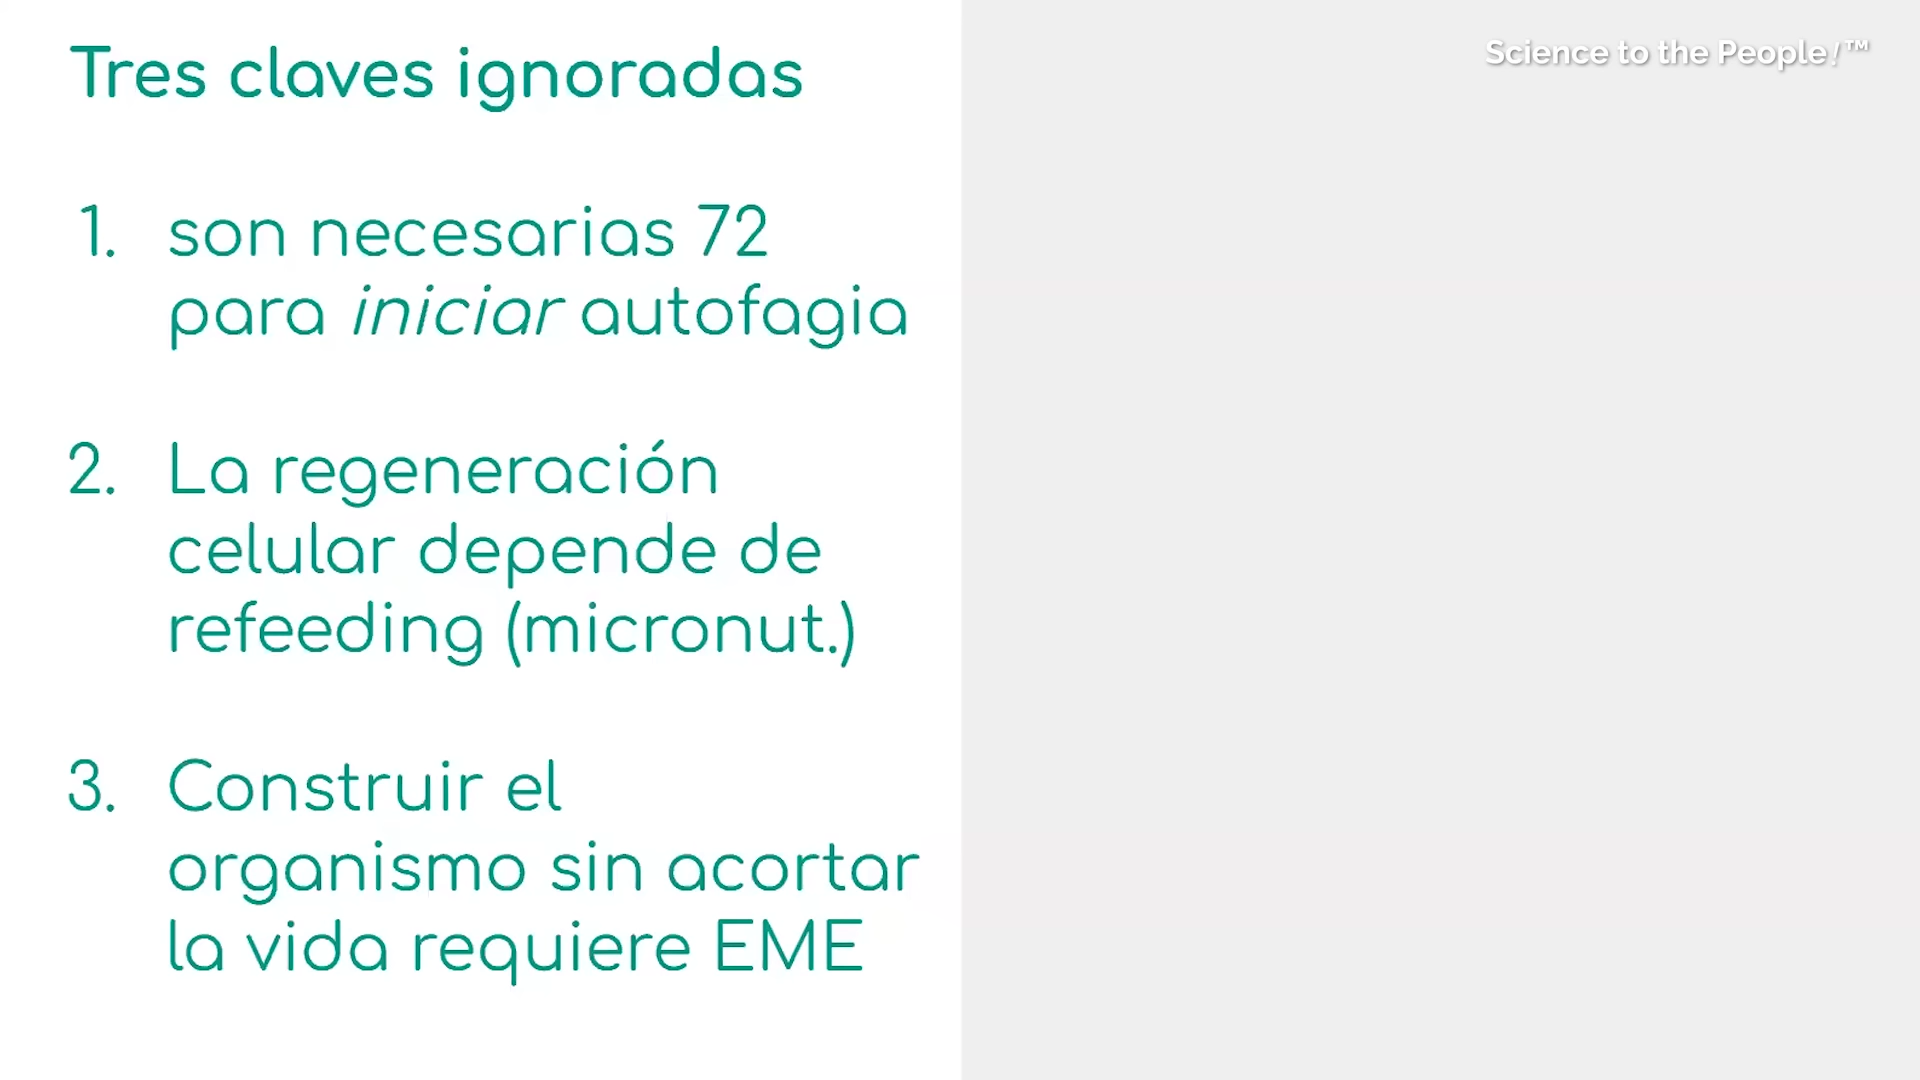 Tres claves ignoradas
Science to the People!™
1. son necesarias 72
para iniciar autofagia
2. La regeneración
celular depende de
refeeding (micronut.)
3. Construir el
organismo sin acortar
la vida requiere EME